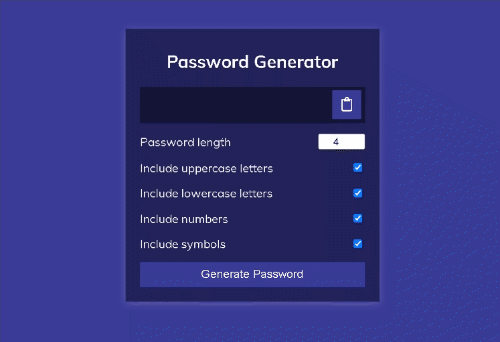 Password Generator
Password length 4
Include uppercase letters
Include lowercase letters
Include numbers
Include symbols
Generate Password